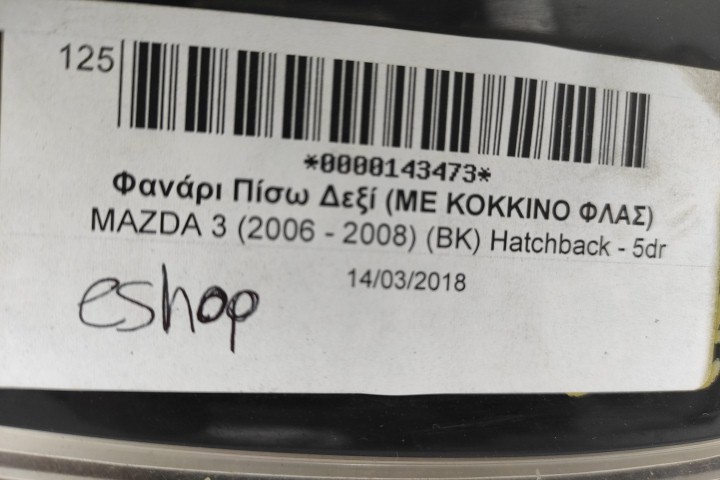 125
*0000143473*
Φανάρι Πίσω Δεξί (ΜΕ ΚΟΚΚΙΝΟ ΦΛΑΣ)
MAZDA 3 (2006 - 2008) (BK) Hatchback - 5dr
14/03/2018
eshop